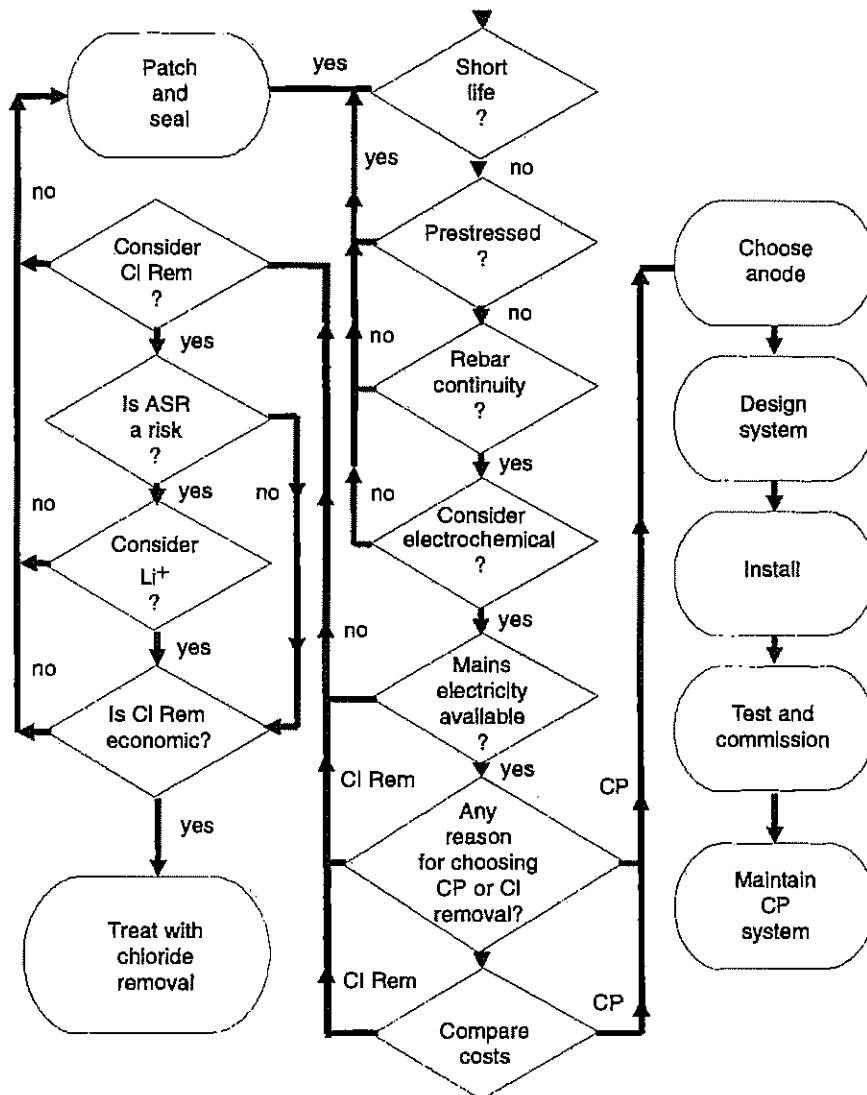 Patch
and
seal
yes
Short
life
?
no
yes
Prestressed
?
no
no
Rebar
continuity
?
yes
no
Consider
electrochemical
?
yes
no
Mains
electricity
available
?
yes
Cl Rem
CP
Any
reason
for choosing
CP or Cl
removal?
Cl Rem
CP
Compare
costs
no
Consider
Cl Rem
?
yes
Is ASR
a risk
?
yes
no
no
Consider
Li⁺
?
yes
no
Is Cl Rem
economic?
yes
Treat with
chloride
removal
Choose
anode
Design
system
Install
Test and
commission
Maintain
CP
system